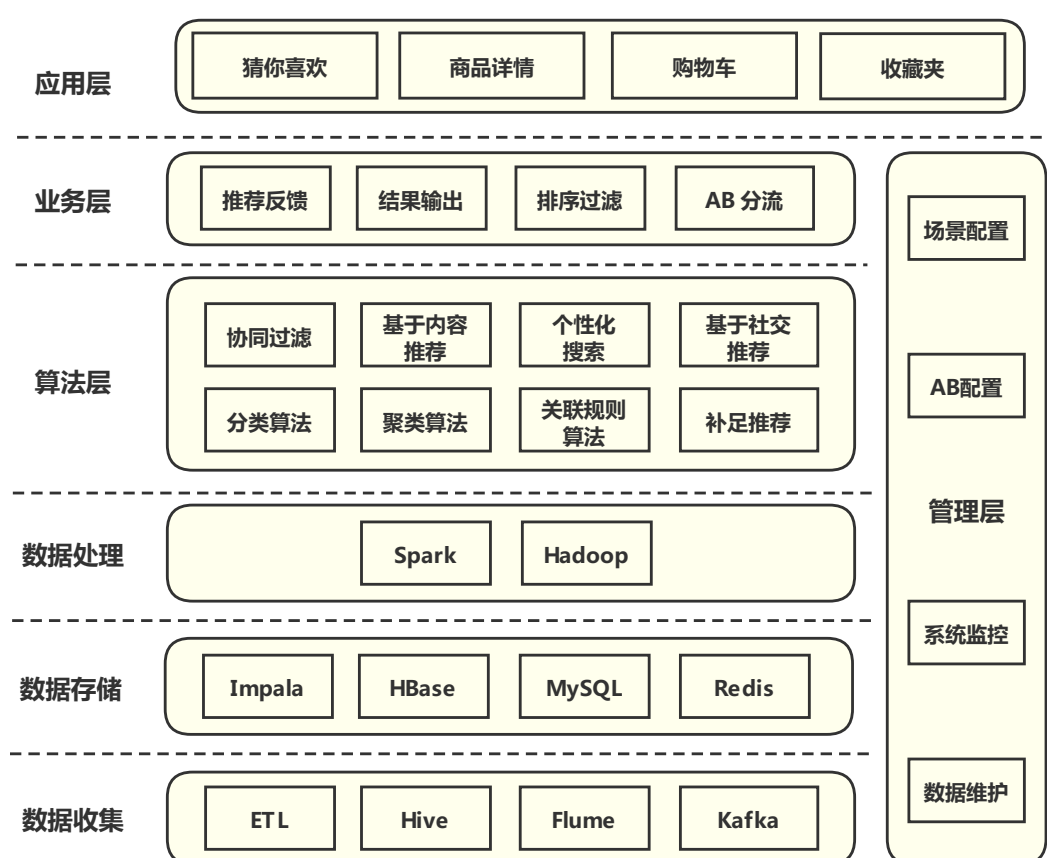 应用层
猜你喜欢
商品详情
购物车
收藏夹
业务层
推荐反馈
结果输出
排序过滤
AB 分流
算法层
协同过滤
基于内容
推荐
个性化
搜索
基于社交
推荐
分类算法
聚类算法
关联规则
算法
补足推荐
数据处理
Spark
Hadoop
数据存储
Impala
HBase
MySQL
Redis
数据收集
ETL
Hive
Flume
Kafka
场景配置
AB配置
管理层
系统监控
数据维护